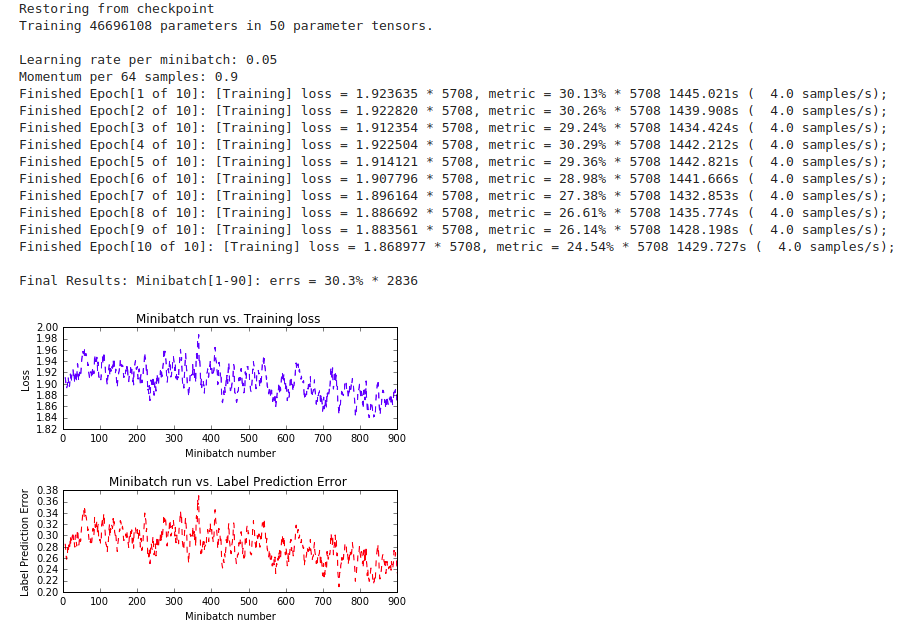 Restoring from checkpoint
Training 46696108 parameters in 50 parameter tensors.
Learning rate per minibatch: 0.05
Momentum per 64 samples: 0.9
Finished Epoch[1 of 10]: [Training] loss = 1.923635 * 5708, metric = 30.13% * 5708 1445.021s (  4.0 samples/s);
Finished Epoch[2 of 10]: [Training] loss = 1.922820 * 5708, metric = 30.26% * 5708 1439.908s (  4.0 samples/s);
Finished Epoch[3 of 10]: [Training] loss = 1.912354 * 5708, metric = 29.24% * 5708 1434.424s (  4.0 samples/s);
Finished Epoch[4 of 10]: [Training] loss = 1.922504 * 5708, metric = 30.29% * 5708 1442.212s (  4.0 samples/s);
Finished Epoch[5 of 10]: [Training] loss = 1.914121 * 5708, metric = 29.36% * 5708 1442.821s (  4.0 samples/s);
Finished Epoch[6 of 10]: [Training] loss = 1.907796 * 5708, metric = 28.98% * 5708 1441.666s (  4.0 samples/s);
Finished Epoch[7 of 10]: [Training] loss = 1.896164 * 5708, metric = 27.38% * 5708 1432.853s (  4.0 samples/s);
Finished Epoch[8 of 10]: [Training] loss = 1.886692 * 5708, metric = 26.61% * 5708 1435.774s (  4.0 samples/s);
Finished Epoch[9 of 10]: [Training] loss = 1.883561 * 5708, metric = 26.14% * 5708 1428.198s (  4.0 samples/s);
Finished Epoch[10 of 10]: [Training] loss = 1.868977 * 5708, metric = 24.54% * 5708 1429.727s (  4.0 samples/s);
Final Results: Minibatch[1-90]: errs = 30.3% * 2836
Minibatch run vs. Training loss
2.00
1.98
1.96
1.94
1.92
1.90
1.88
1.86
1.84
1.82
Loss
0 100 200 300 400 500 600 700 800 900
Minibatch number
Minibatch run vs. Label Prediction Error
0.38
0.36
0.34
0.32
0.30
0.28
0.26
0.24
0.22
0.20
Label Prediction Error
0 100 200 300 400 500 600 700 800 900
Minibatch number